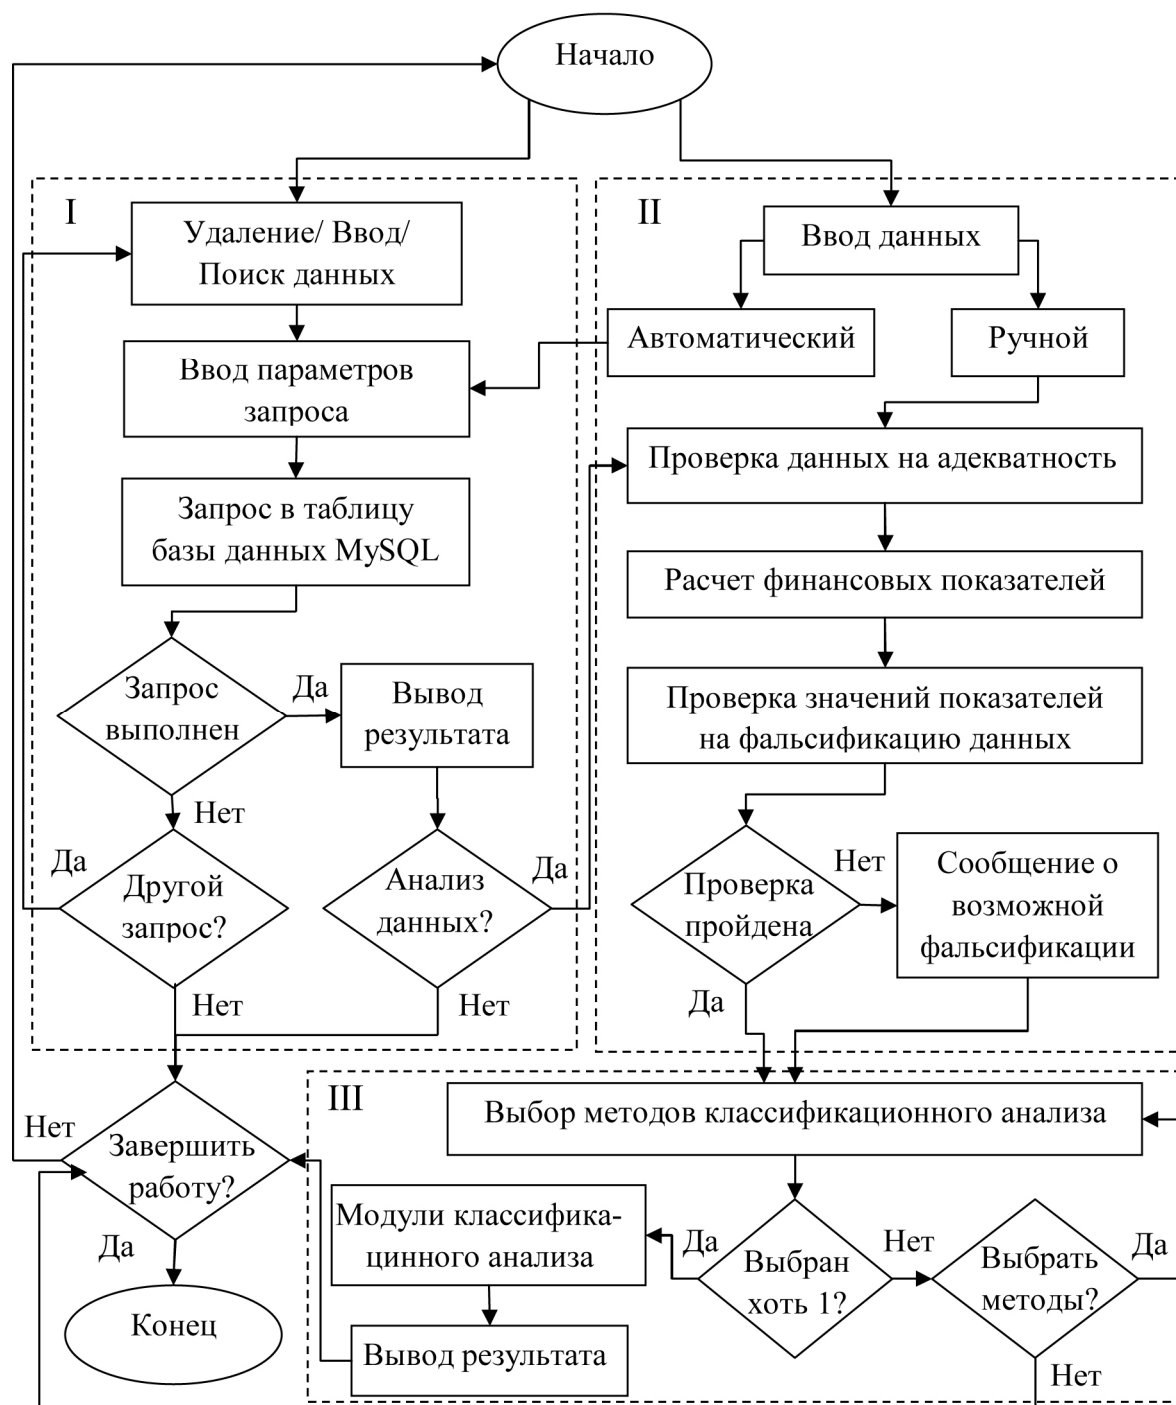 Начало
I
Удаление/ Ввод/
Поиск данных
Ввод параметров
запроса
Запрос в таблицу
базы данных MySQL
Запрос
выполнен
Да
Вывод
результата
Нет
Да
Другой
запрос?
Анализ
данных?
Да
Нет
Нет
II
Ввод данных
Автоматический
Ручной
Проверка данных на адекватность
Расчет финансовых показателей
Проверка значений показателей
на фальсификацию данных
Проверка
пройдена
Нет
Сообщение о
возможной
фальсификации
Да
III
Выбор методов классификационного анализа
Нет
Завершить
работу?
Да
Конец
Модули классифика-
цинного анализа
Да
Выбран
хоть 1?
Нет
Выбрать
методы?
Да
Вывод результата
Нет